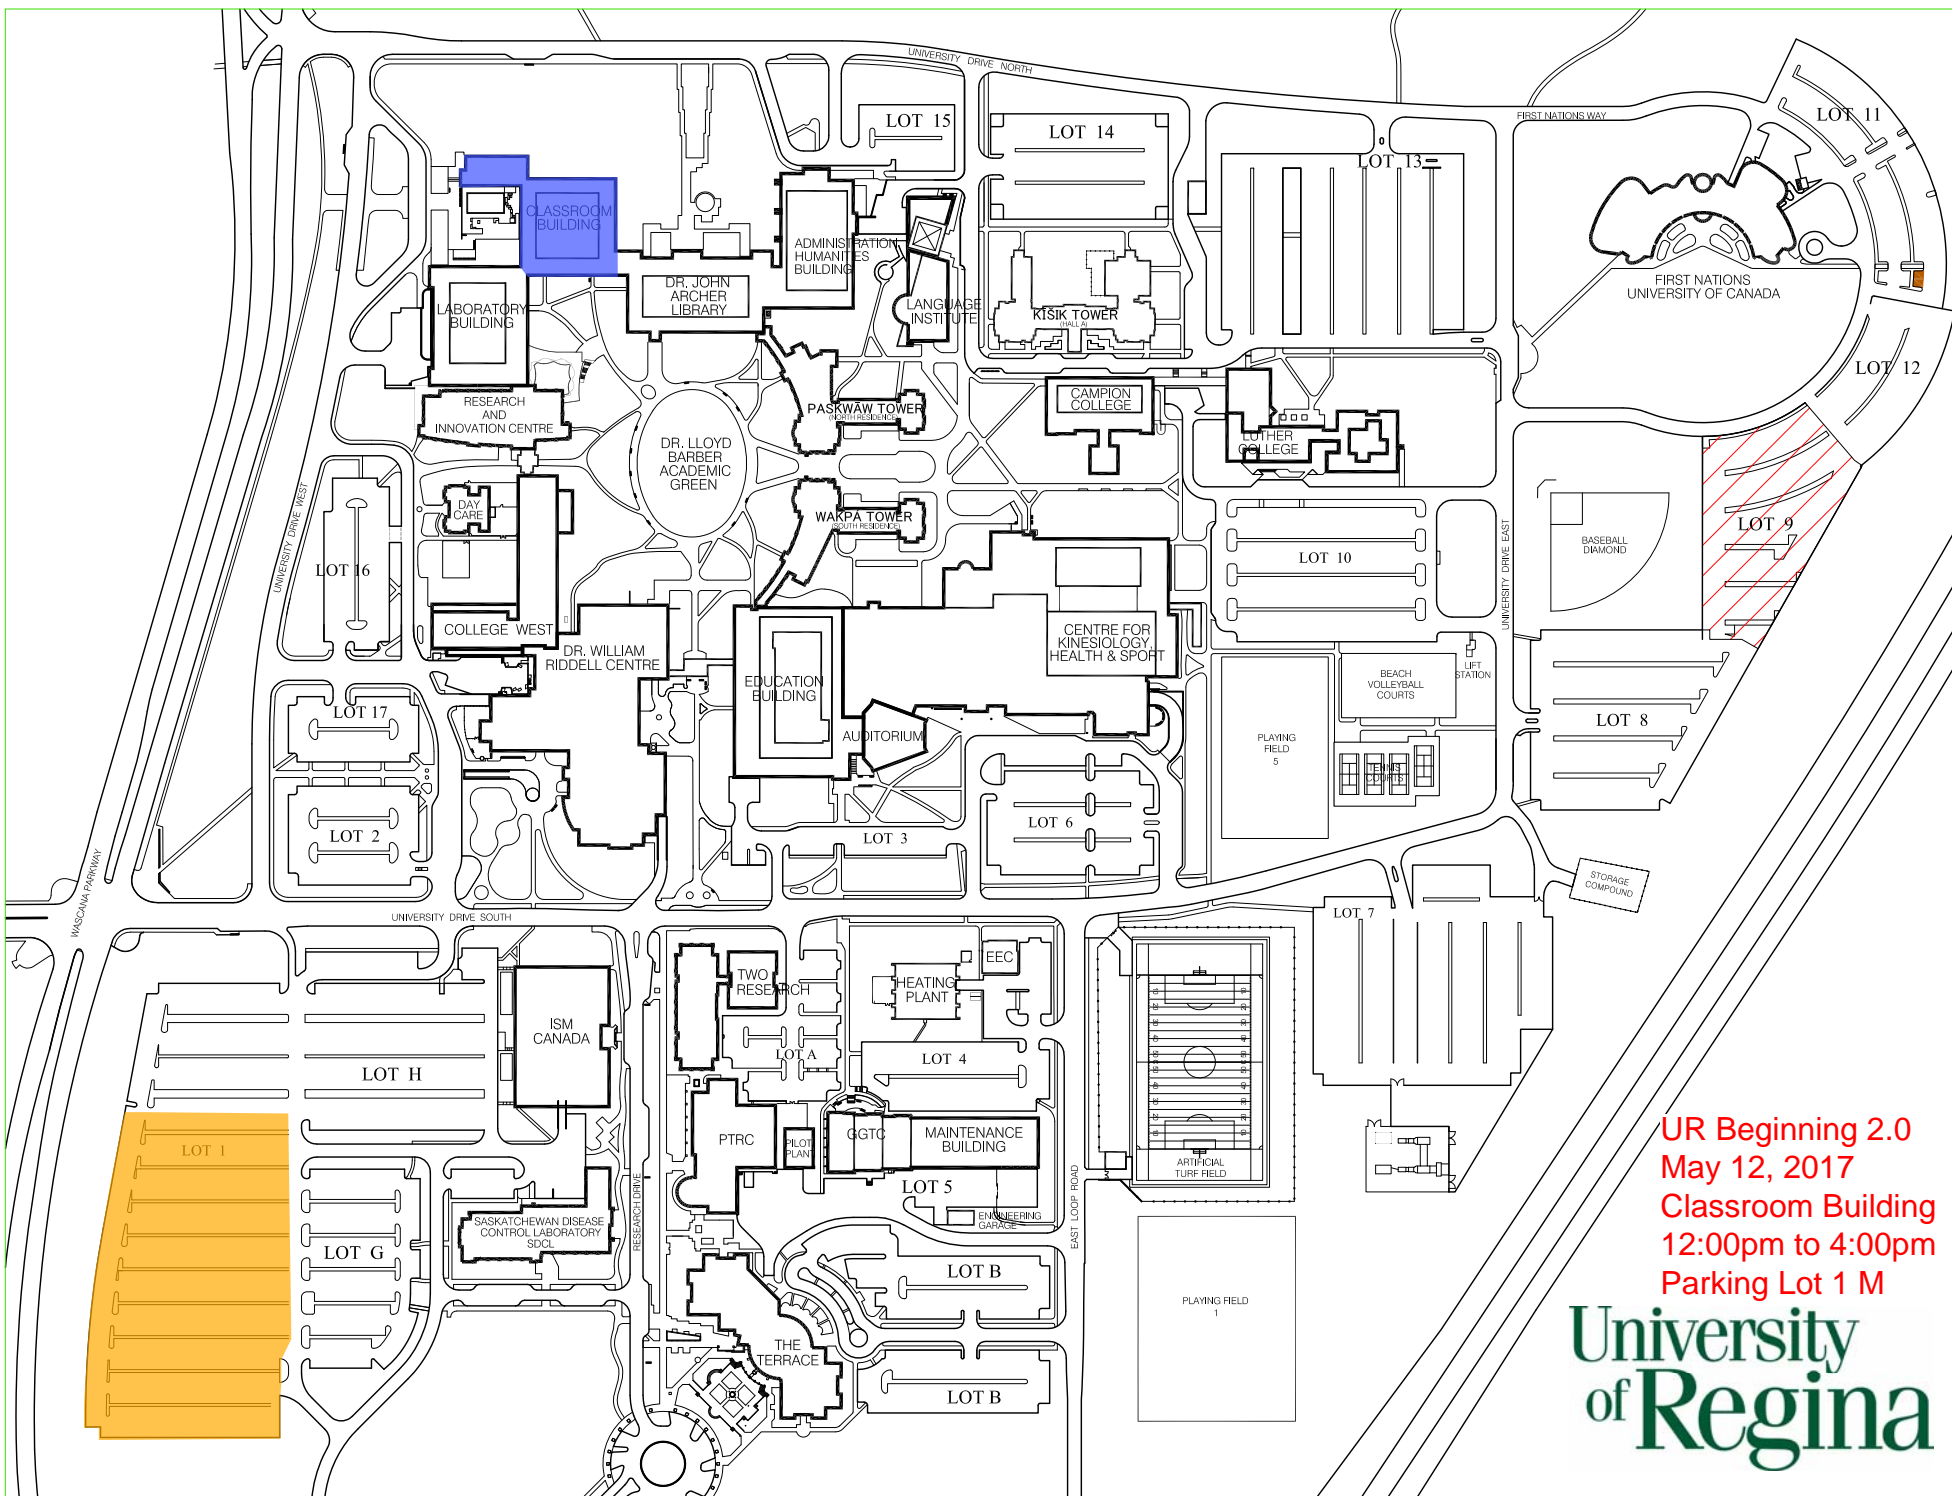 UNIVERSITY DRIVE NORTH
LOT 15
LOT 14
LOT 13
FIRST NATIONS WAY
LOT 11
CLASSROOM
BUILDING
ADMINISTRATION
HUMANITIES
BUILDING
DR. JOHN
ARCHER
LIBRARY
LANGUAGE
INSTITUTE
KĪŠIK TOWER
(HALL A)
FIRST NATIONS
UNIVERSITY OF CANADA
LABORATORY
BUILDING
LOT 12
RESEARCH
AND
INNOVATION CENTRE
PASKWĀW TOWER
(NORTH RESIDENCE)
CAMPION
COLLEGE
LUTHER
COLLEGE
DR. LLOYD
BARBER
ACADEMIC
GREEN
DAY
CARE
WAKPĀ TOWER
(SOUTH RESIDENCE)
UNIVERSITY DRIVE WEST
LOT 16
LOT 10
UNIVERSITY DRIVE EAST
BASEBALL
DIAMOND
LOT 9
COLLEGE WEST
DR. WILLIAM
RIDDELL CENTRE
CENTRE FOR
KINESIOLOGY,
HEALTH & SPORT
EDUCATION
BUILDING
BEACH
VOLLEYBALL
COURTS
LIFT
STATION
LOT 17
AUDITORIUM
PLAYING
FIELD
5
TENNIS
COURTS
LOT 8
LOT 2
LOT 3
LOT 6
STORAGE
COMPOUND
WASCANA PARKWAY
UNIVERSITY DRIVE SOUTH
LOT 7
TWO
RESEARCH
HEATING
PLANT
EEC
ISM
CANADA
LOT A
LOT 4
LOT H
LOT 1
PTRC
PILOT
PLANT
GGTC
MAINTENANCE
BUILDING
ARTIFICIAL
TURF FIELD
LOT 5
ENGINEERING
GARAGE
EAST LOOP ROAD
RESEARCH DRIVE
SASKATCHEWAN DISEASE
CONTROL LABORATORY
SDCL
LOT G
LOT B
THE
TERRACE
LOT B
PLAYING FIELD
1
UR Beginning 2.0
May 12, 2017
Classroom Building
12:00pm to 4:00pm
Parking Lot 1 M
University
of Regina